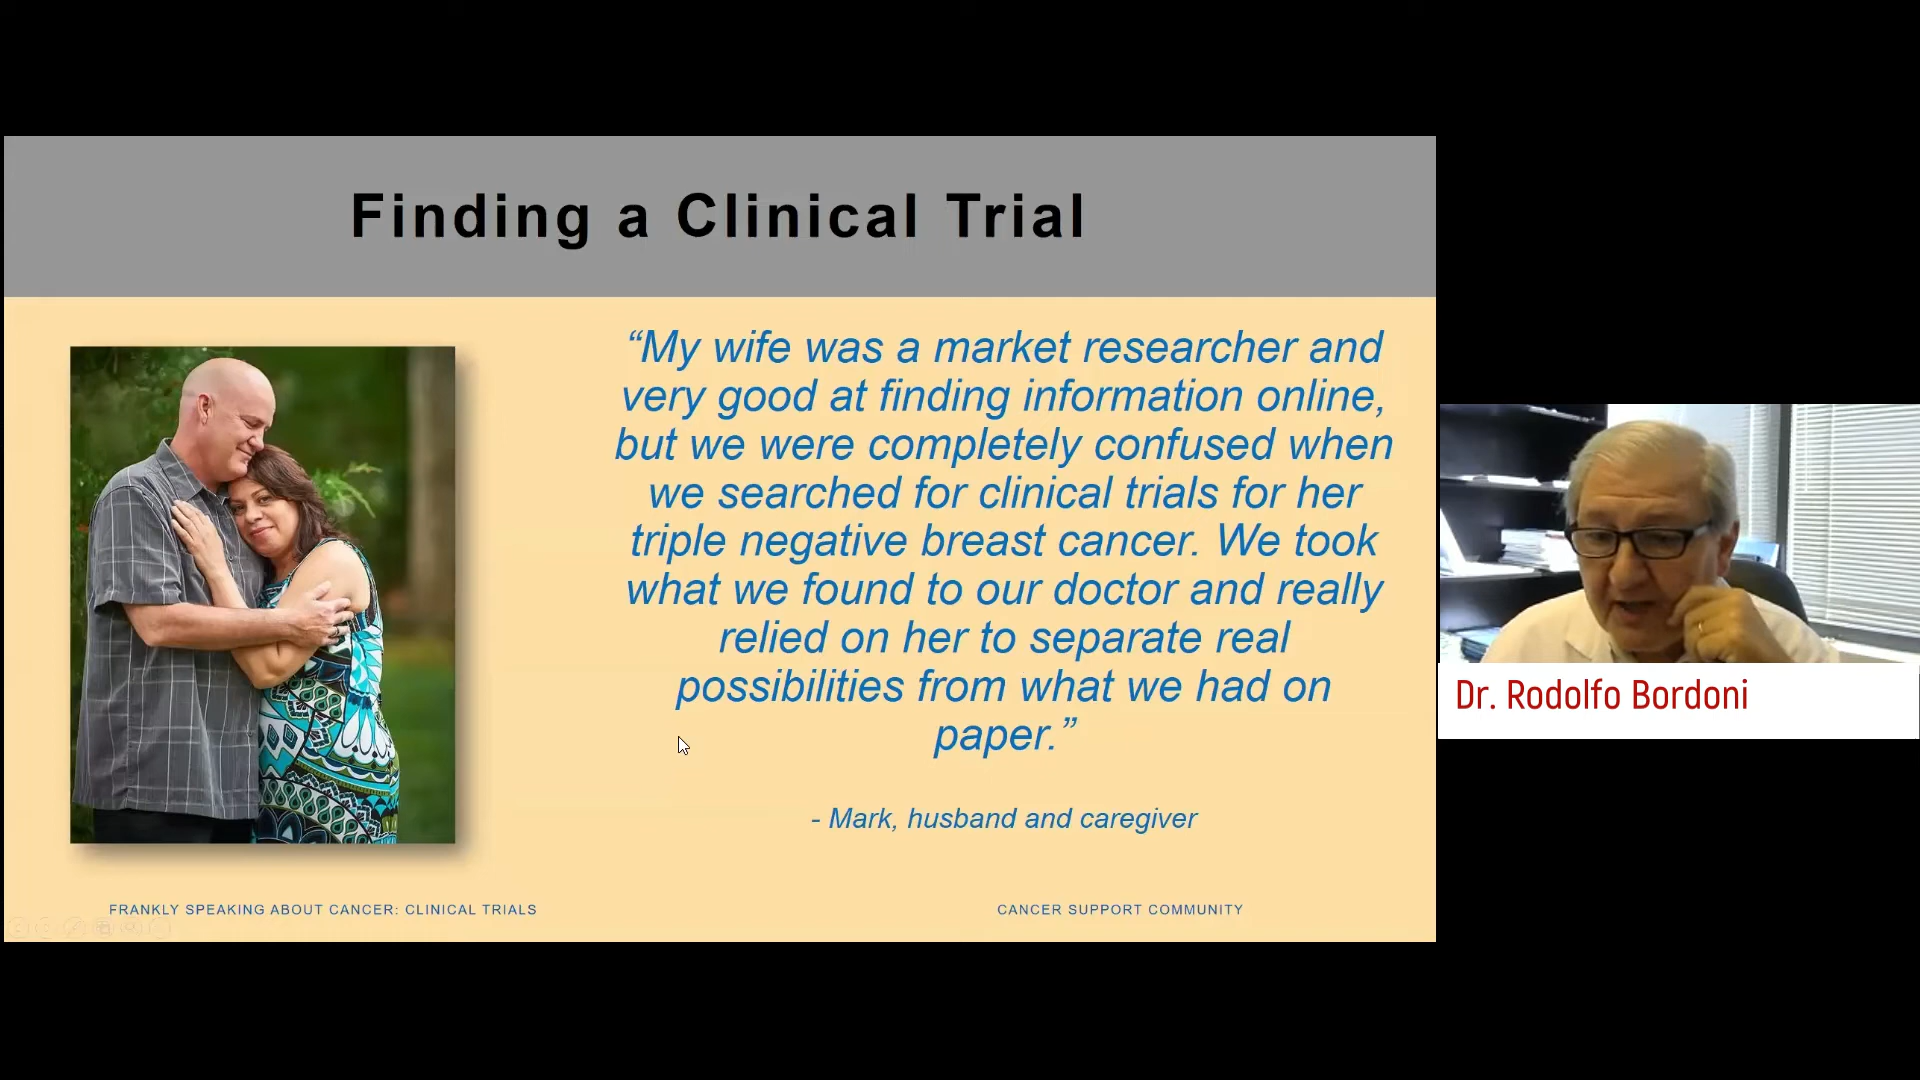 Finding a Clinical Trial
“My wife was a market researcher and
very good at finding information online,
but we were completely confused when
we searched for clinical trials for her
triple negative breast cancer. We took
what we found to our doctor and really
relied on her to separate real
possibilities from what we had on
paper.”
- Mark, husband and caregiver
FRANKLY SPEAKING ABOUT CANCER: CLINICAL TRIALS
CANCER SUPPORT COMMUNITY
Dr. Rodolfo Bordoni